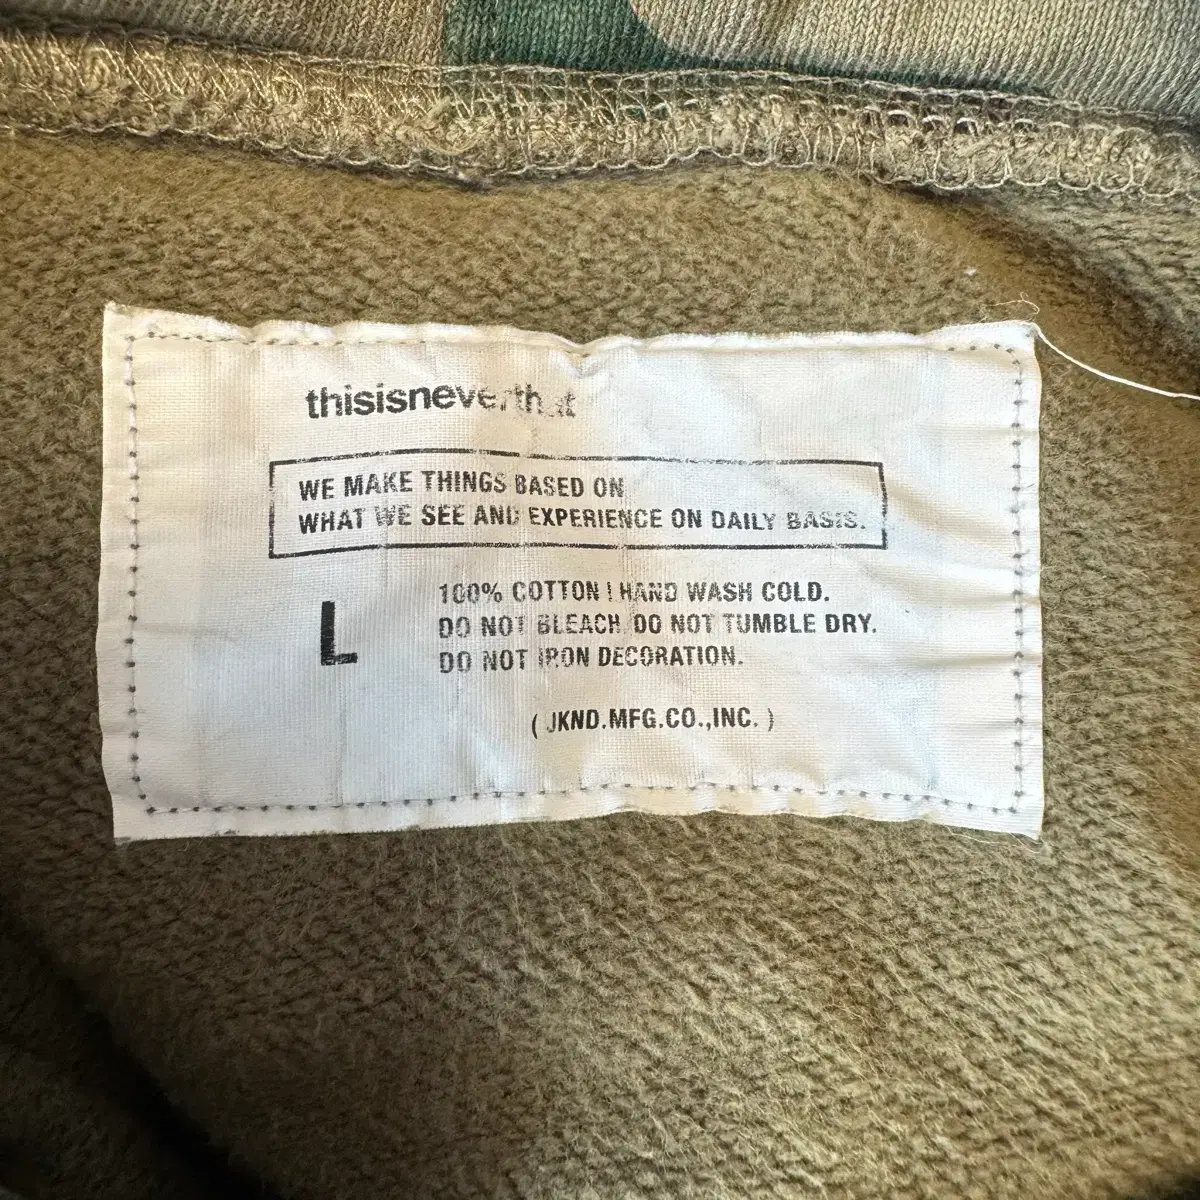 thisisneverthat
WE MAKE THINGS BASED ON
WHAT WE SEE AND EXPERIENCE ON DAILY BASIS.
L
100% COTTON | HAND WASH COLD.
DO NOT BLEACH. DO NOT TUMBLE DRY.
DO NOT IRON DECORATION.
( JKND.MFG.CO.,INC. )